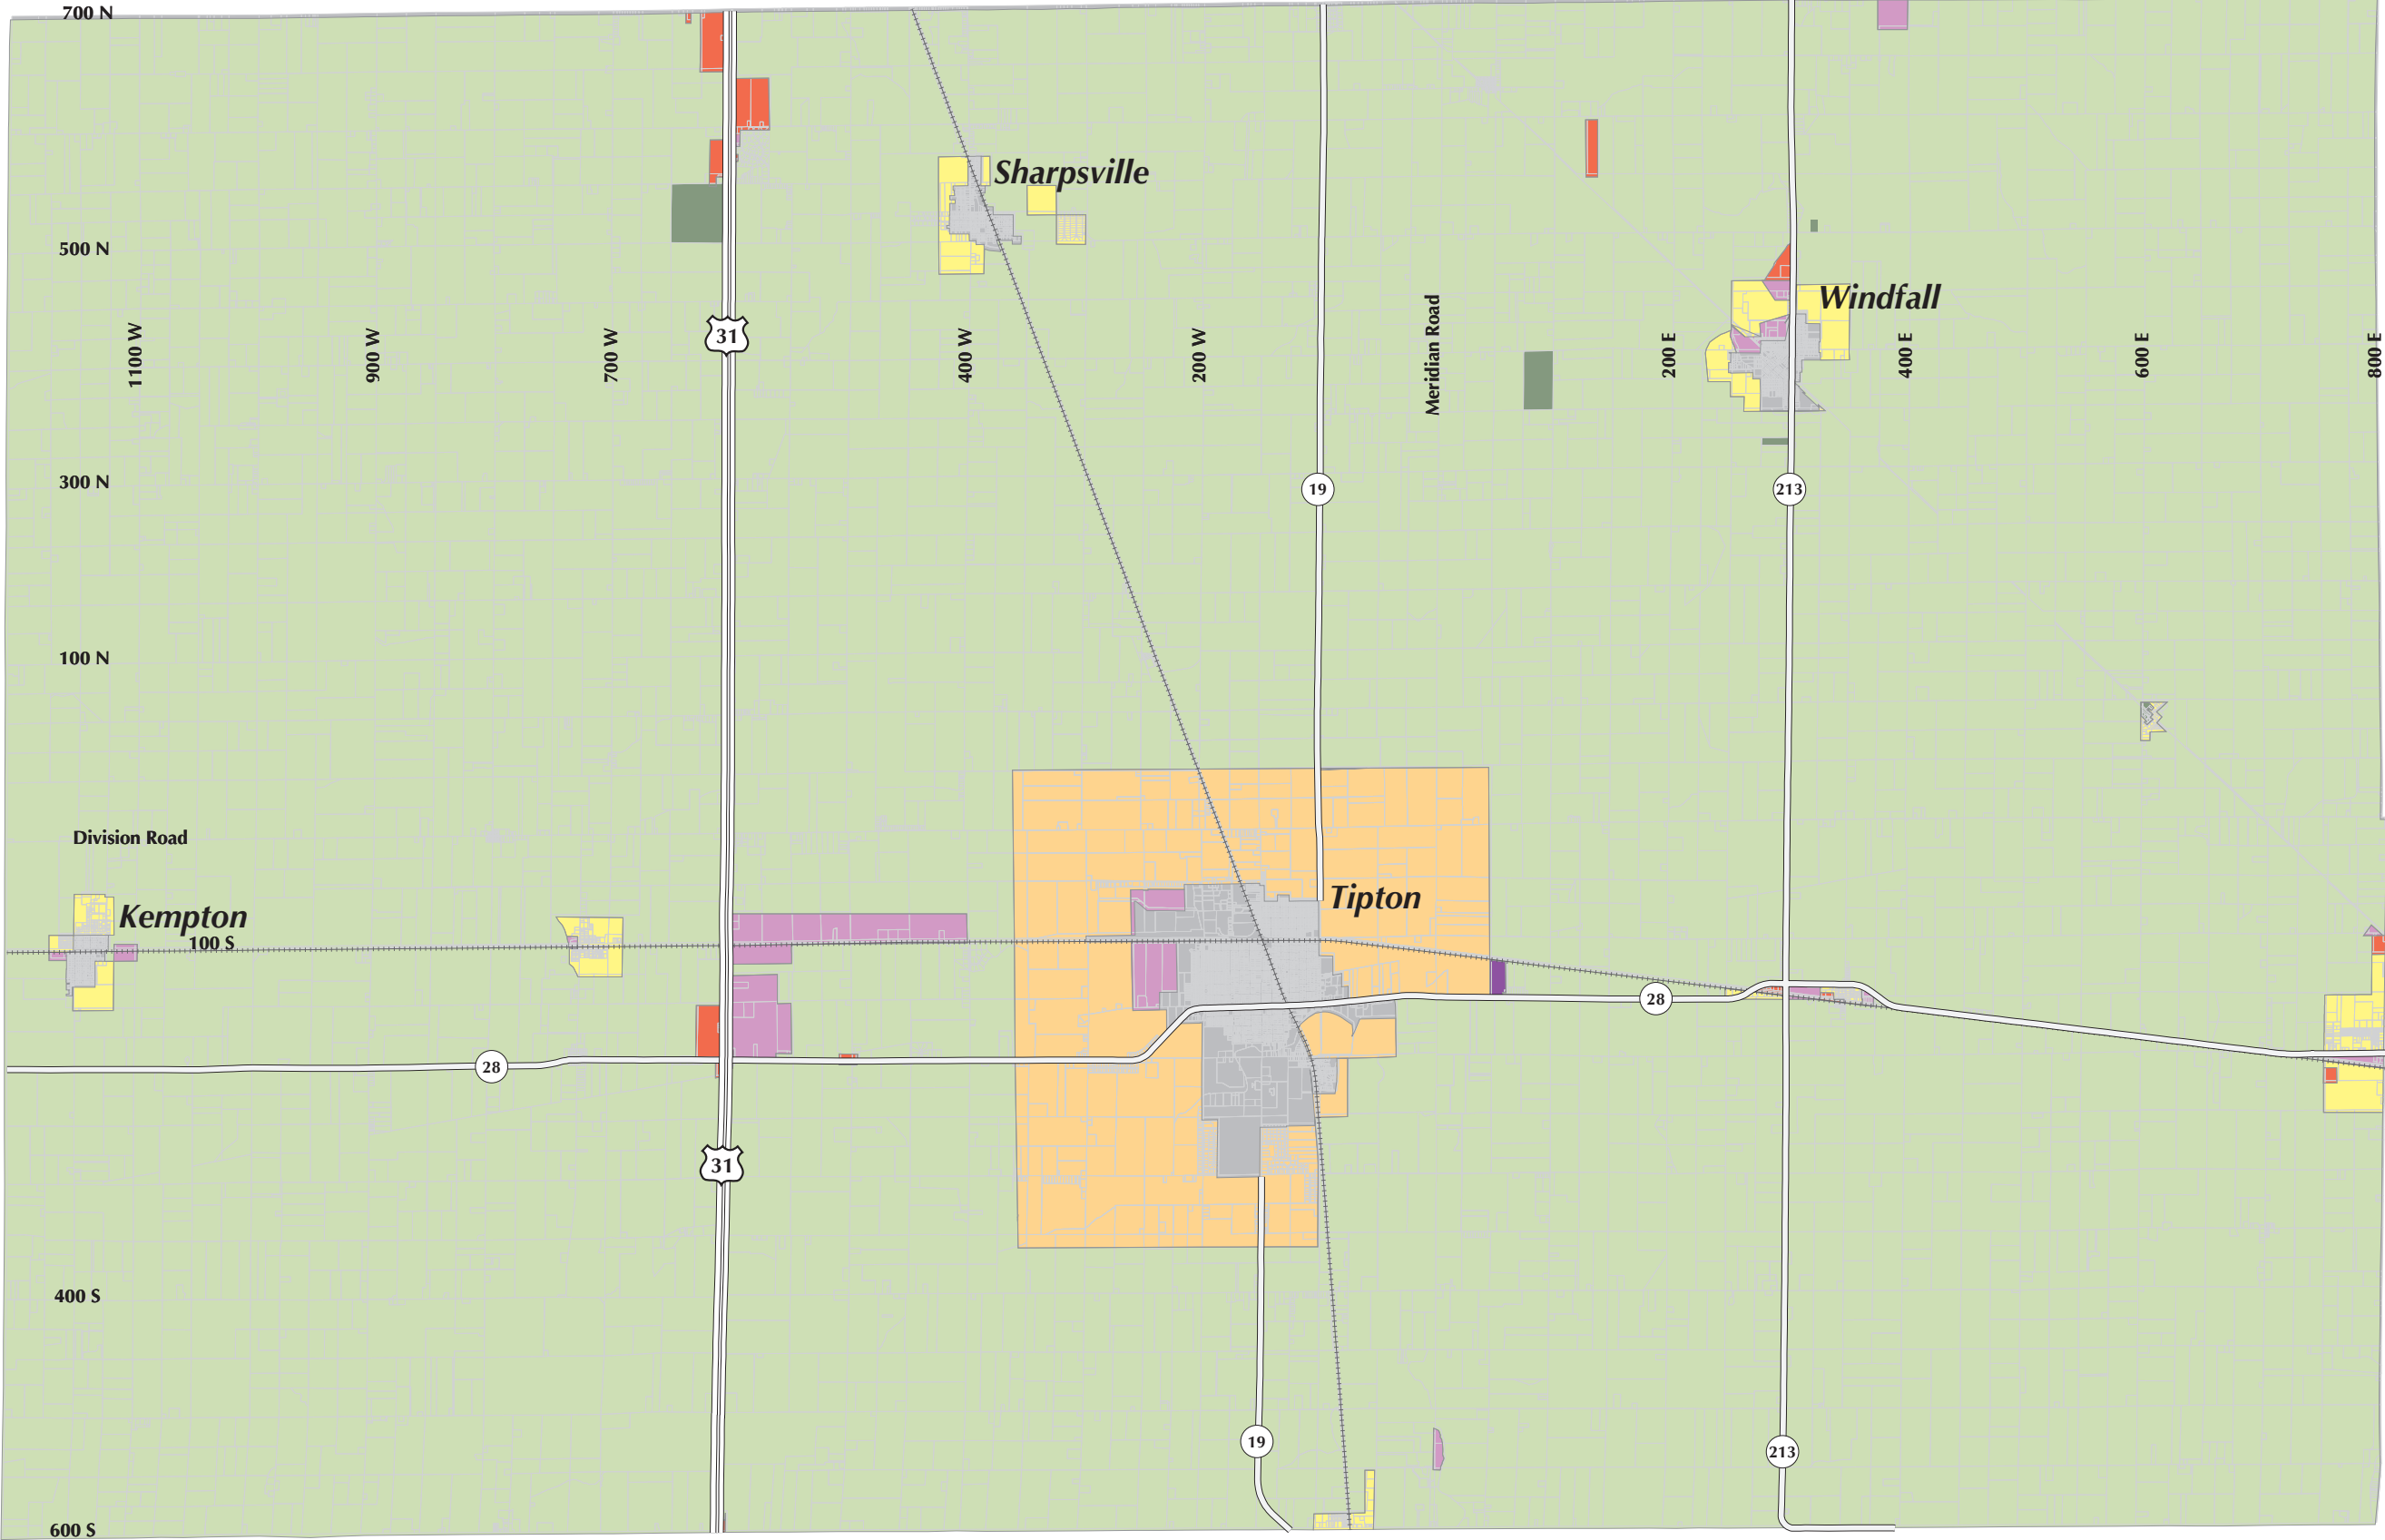 700 N
Sharpsville
500 N
Windfall
1100 W
900 W
700 W
31
400 W
200 W
Meridian Road
200 E
400 E
600 E
800 E
300 N
19
213
100 N
Division Road
Tipton
Kempton
100 S
28
28
31
400 S
19
213
600 S